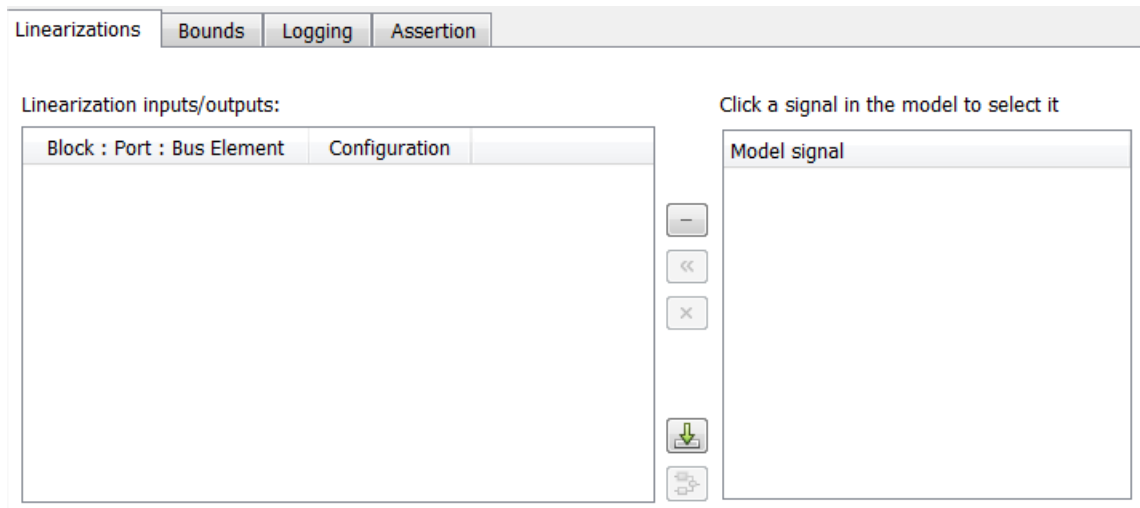 Linearizations Bounds Logging Assertion
Linearization inputs/outputs: Click a signal in the model to select it
Block : Port : Bus Element Configuration Model signal